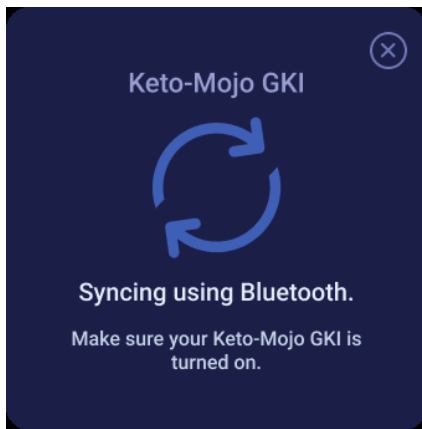 Keto-Mojo GKI
Syncing using Bluetooth.
Make sure your Keto-Mojo GKI is
turned on.